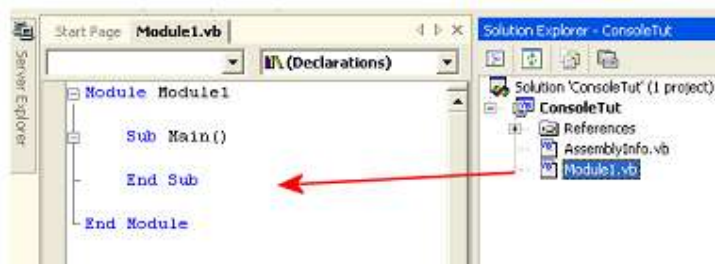 Server Explorer
Start Page Module1.vb
(Declarations)
Module Module1
Sub Main()
End Sub
End Module
Solution Explorer - ConsoleTut
Solution 'ConsoleTut' (1 project)
ConsoleTut
References
AssemblyInfo.vb
Module1.vb